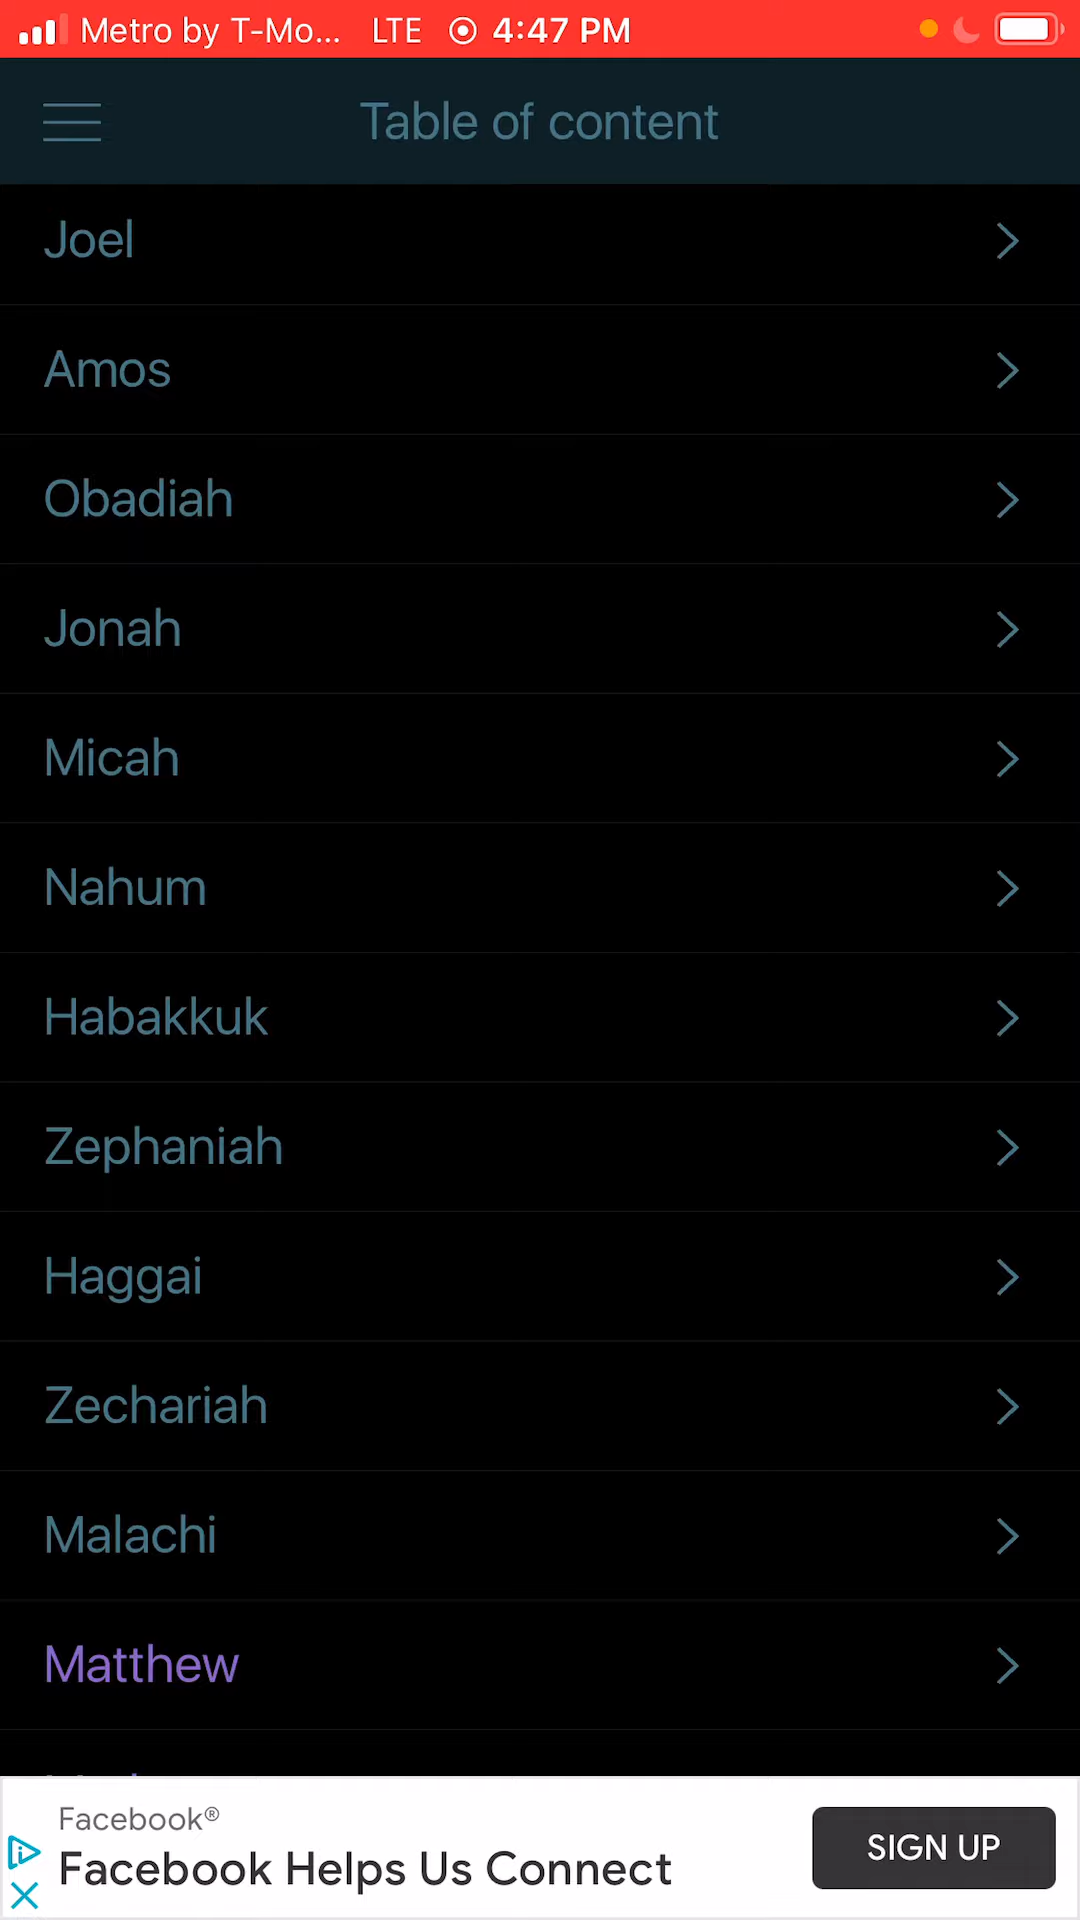 Metro by T-Mo... LTE 4:47 PM
Table of content
Joel
Amos
Obadiah
Jonah
Micah
Nahum
Habakkuk
Zephaniah
Haggai
Zechariah
Malachi
Matthew
Facebook®
Facebook Helps Us Connect
SIGN UP